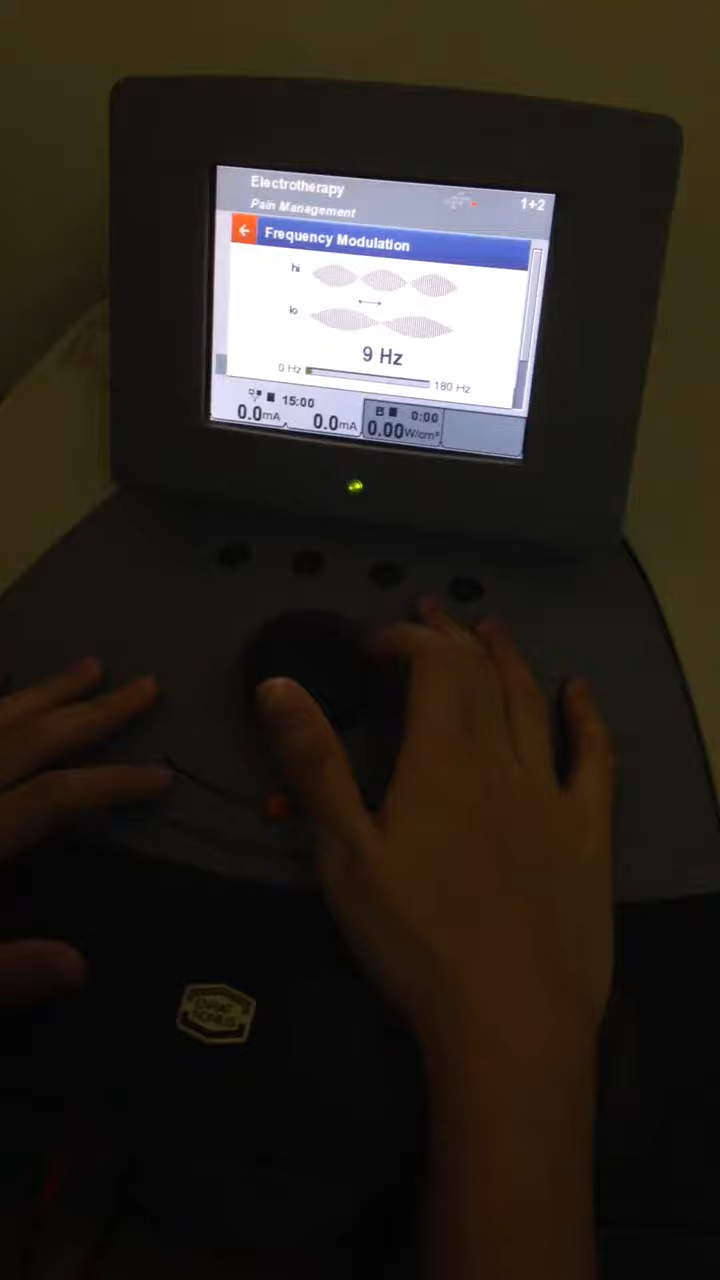 Electrotherapy
1+2
Pain Management
Frequency Modulation
hi
lo
9 Hz
0 Hz
180 Hz
15:00
0.0mA
0.0mA
B
0:00
0.00W/cm²